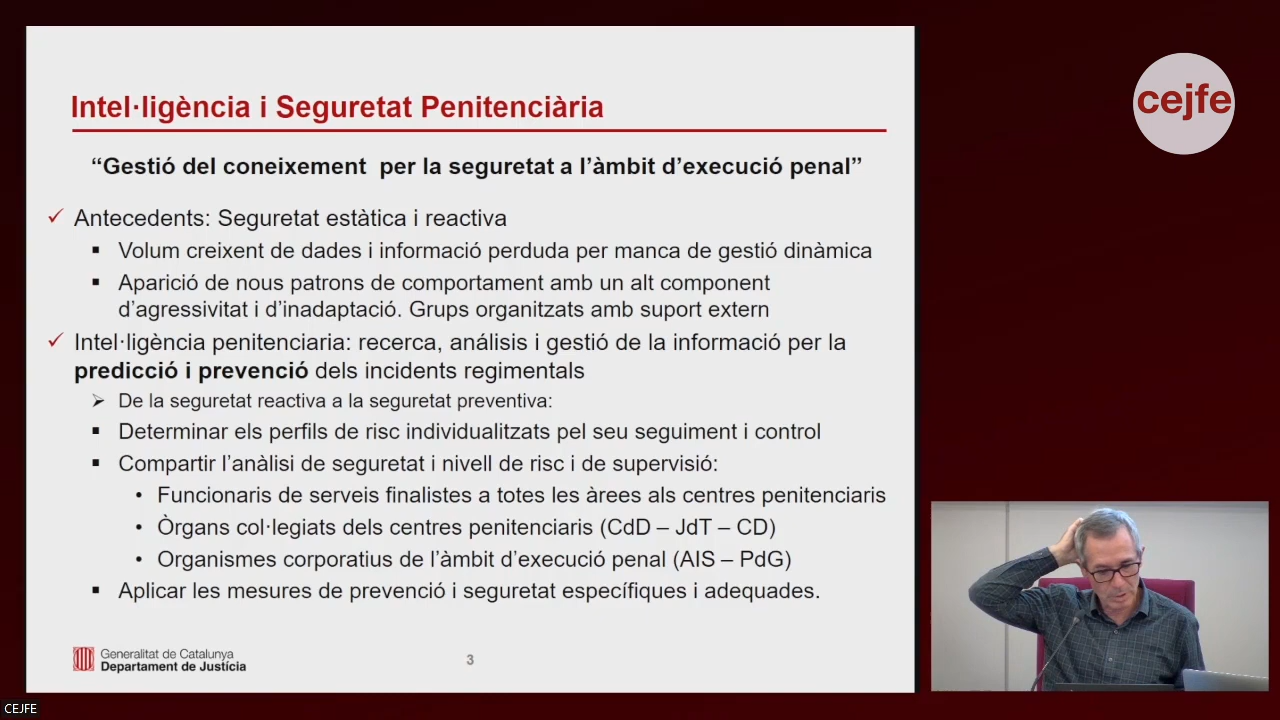 Intel·ligència i Seguretat Penitenciària
“Gestió del coneixement per la seguretat a l’àmbit d’execució penal”
Antecedents: Seguretat estàtica i reactiva
Volum creixent de dades i informació perduda per manca de gestió dinàmica
Aparició de nous patrons de comportament amb un alt component
d’agressivitat i d’inadaptació. Grups organitzats amb suport extern
Intel·ligència penitenciaria: recerca, análisis i gestió de la informació per la
predicció i prevenció dels incidents regimentals
De la seguretat reactiva a la seguretat preventiva:
Determinar els perfils de risc individualitzats pel seu seguiment i control
Compartir l’anàlisi de seguretat i nivell de risc i de supervisió:
Funcionaris de serveis finalistes a totes les àrees als centres penitenciaris
Òrgans col·legiats dels centres penitenciaris (CdD – JdT – CD)
Organismes corporatius de l’àmbit d’execució penal (AIS – PdG)
Aplicar les mesures de prevenció i seguretat específiques i adequades.
Generalitat de Catalunya
Departament de Justícia
3
cejfe
CEJFE